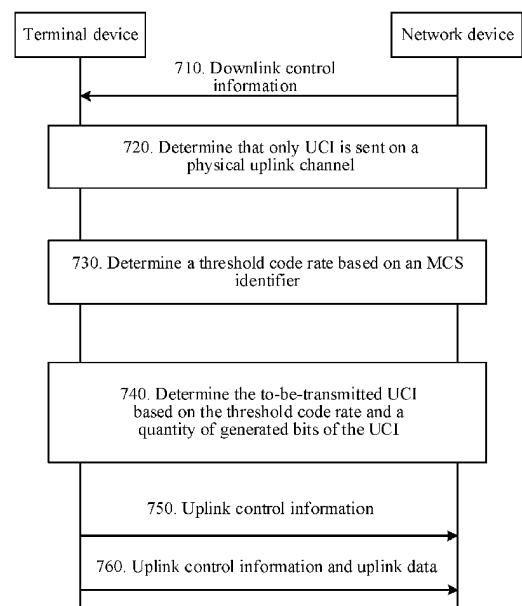 Terminal device
Network device
710. Downlink control
information
720. Determine that only UCI is sent on a
physical uplink channel
730. Determine a threshold code rate based on an MCS
identifier
740. Determine the to-be-transmitted UCI
based on the threshold code rate and a
quantity of generated bits of the UCI
750. Uplink control information
760. Uplink control information and uplink data